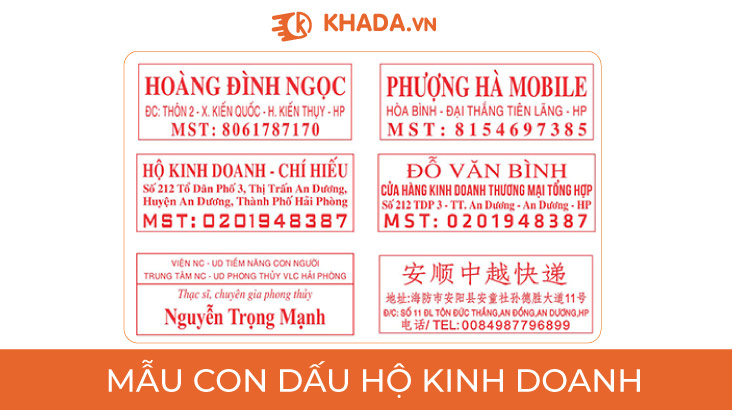 KHADA.vn
HOÀNG ĐÌNH NGỌC
ĐC: THÔN 2 - X. KIẾN QUỐC - H. KIẾN THỤY - HP
MST: 8061787170
PHƯỢNG HÀ MOBILE
HÒA BÌNH - ĐẠI THẮNG TIÊN LÃNG - HP
MST: 8154697385
HỘ KINH DOANH - CHÍ HIẾU
Số 212 Tổ Dân Phố 3, Thị Trấn An Dương,
Huyện An Dương, Thành Phố Hải Phòng
MST: 0201948387
ĐỖ VĂN BÌNH
CỬA HÀNG KINH DOANH THƯƠNG MẠI TỔNG HỢP
Số 212 TDP 3 - TT. An Dương - An Dương - HP
MST: 0201948387
VIỆN NC - UD TIỀM NĂNG CON NGƯỜI
TRUNG TÂM NC - UD PHONG THỦY VLC HẢI PHÒNG
Thạc sĩ, chuyên gia phong thủy
Nguyễn Trọng Mạnh
安顺中越快递
地址:海防市安阳县安童社孙德胜大道11号
Đ/C: SỐ 11 ĐL TÔN ĐỨC THẮNG,AN ĐỒNG,AN DƯƠNG,HP
电话/ TEL:0084987796899
MẪU CON DẤU HỘ KINH DOANH